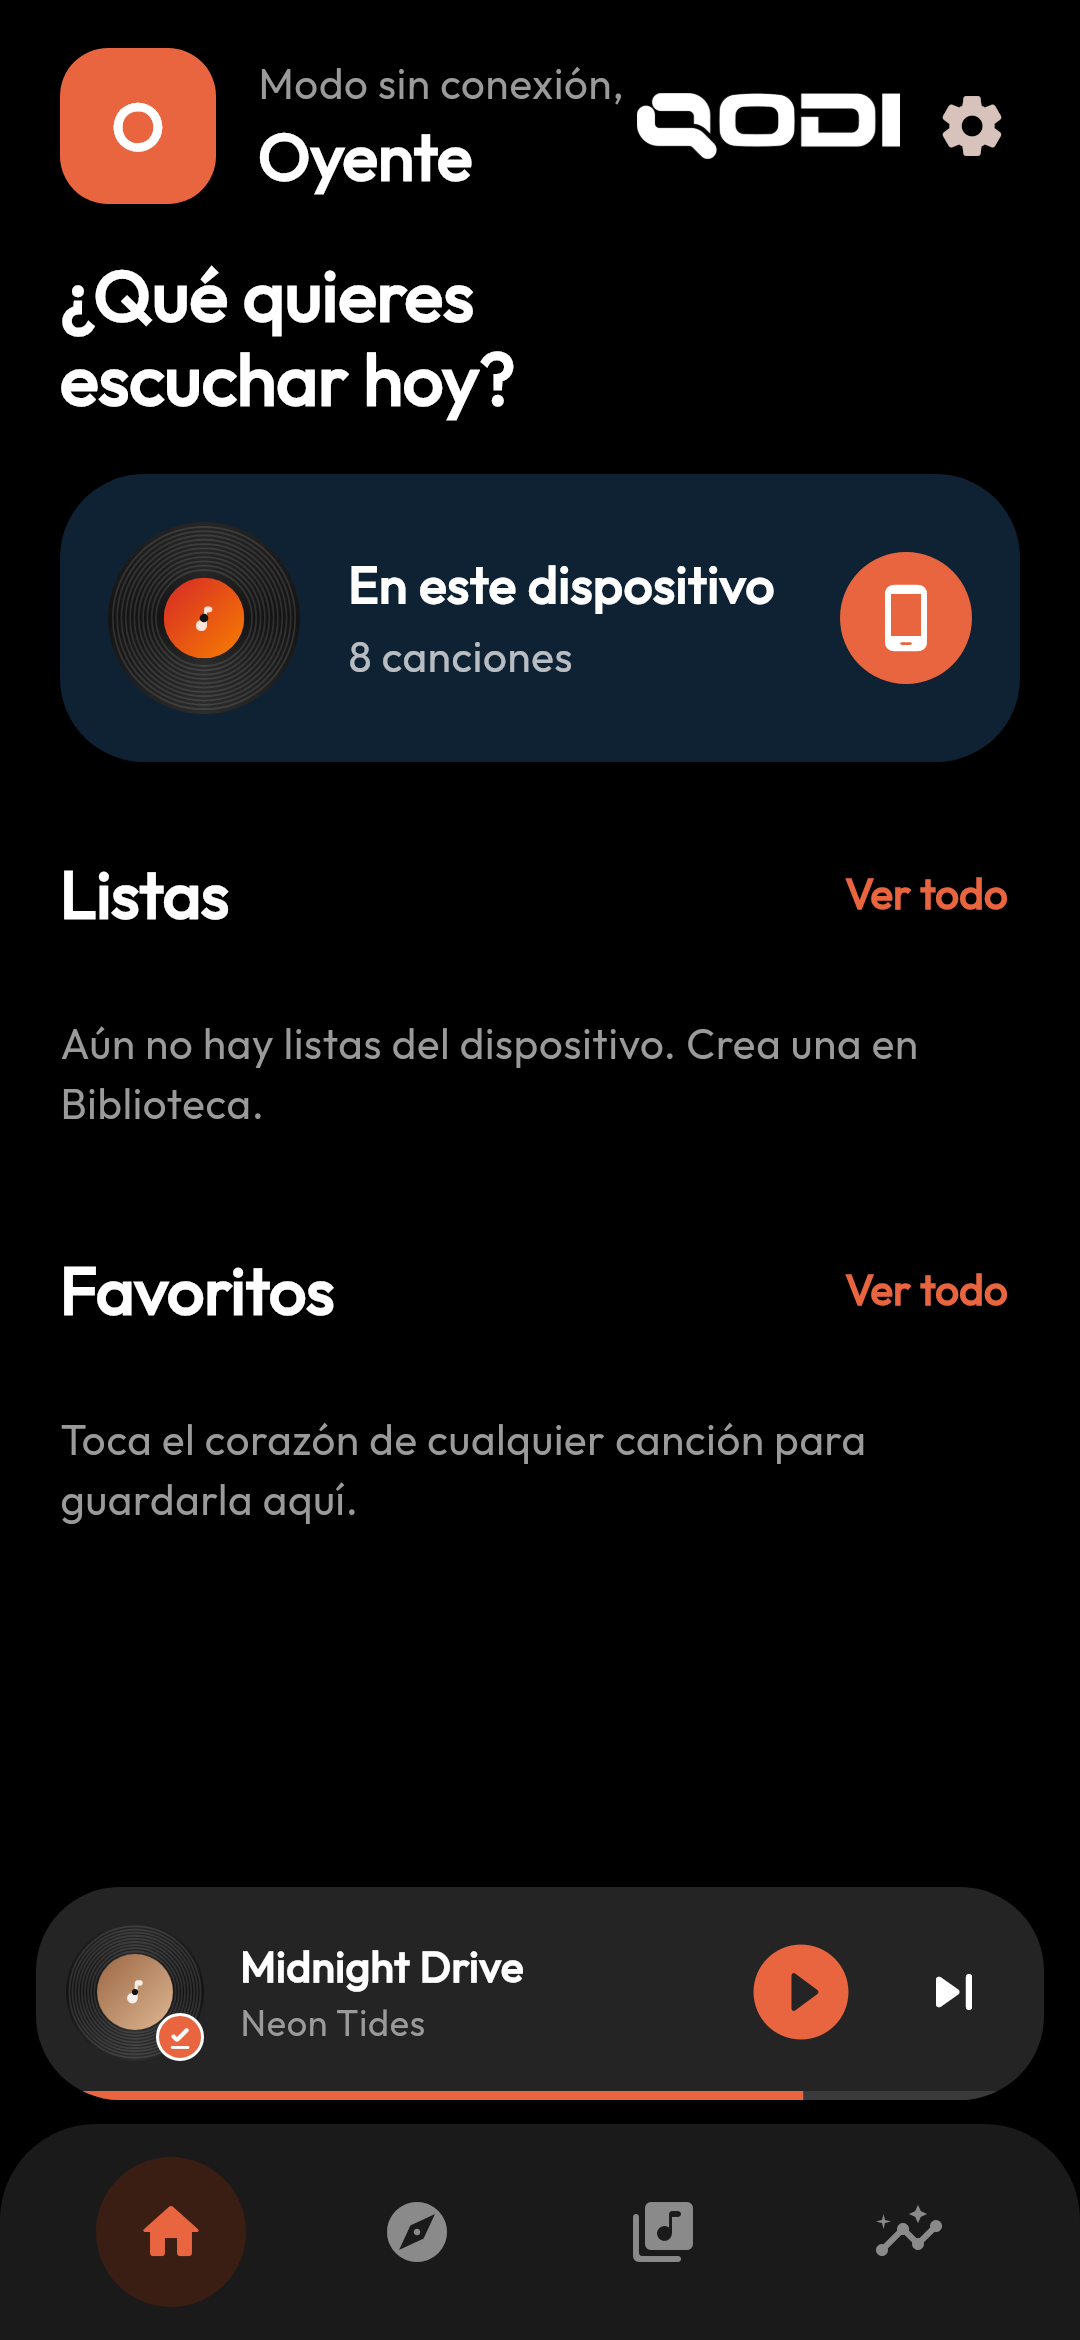 O
Modo sin conexión,
Oyente
QODI
¿Qué quieres
escuchar hoy?
En este dispositivo
8 canciones
Listas
Ver todo
Aún no hay listas del dispositivo. Crea una en
Biblioteca.
Favoritos
Ver todo
Toca el corazón de cualquier canción para
guardarla aquí.
Midnight Drive
Neon Tides